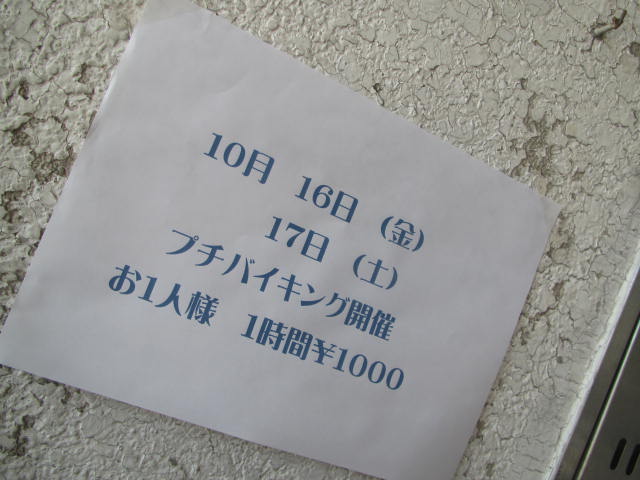 10月 16日 (金)
17日 (土)
プチバイキング開催
お1人様 1時間¥1000